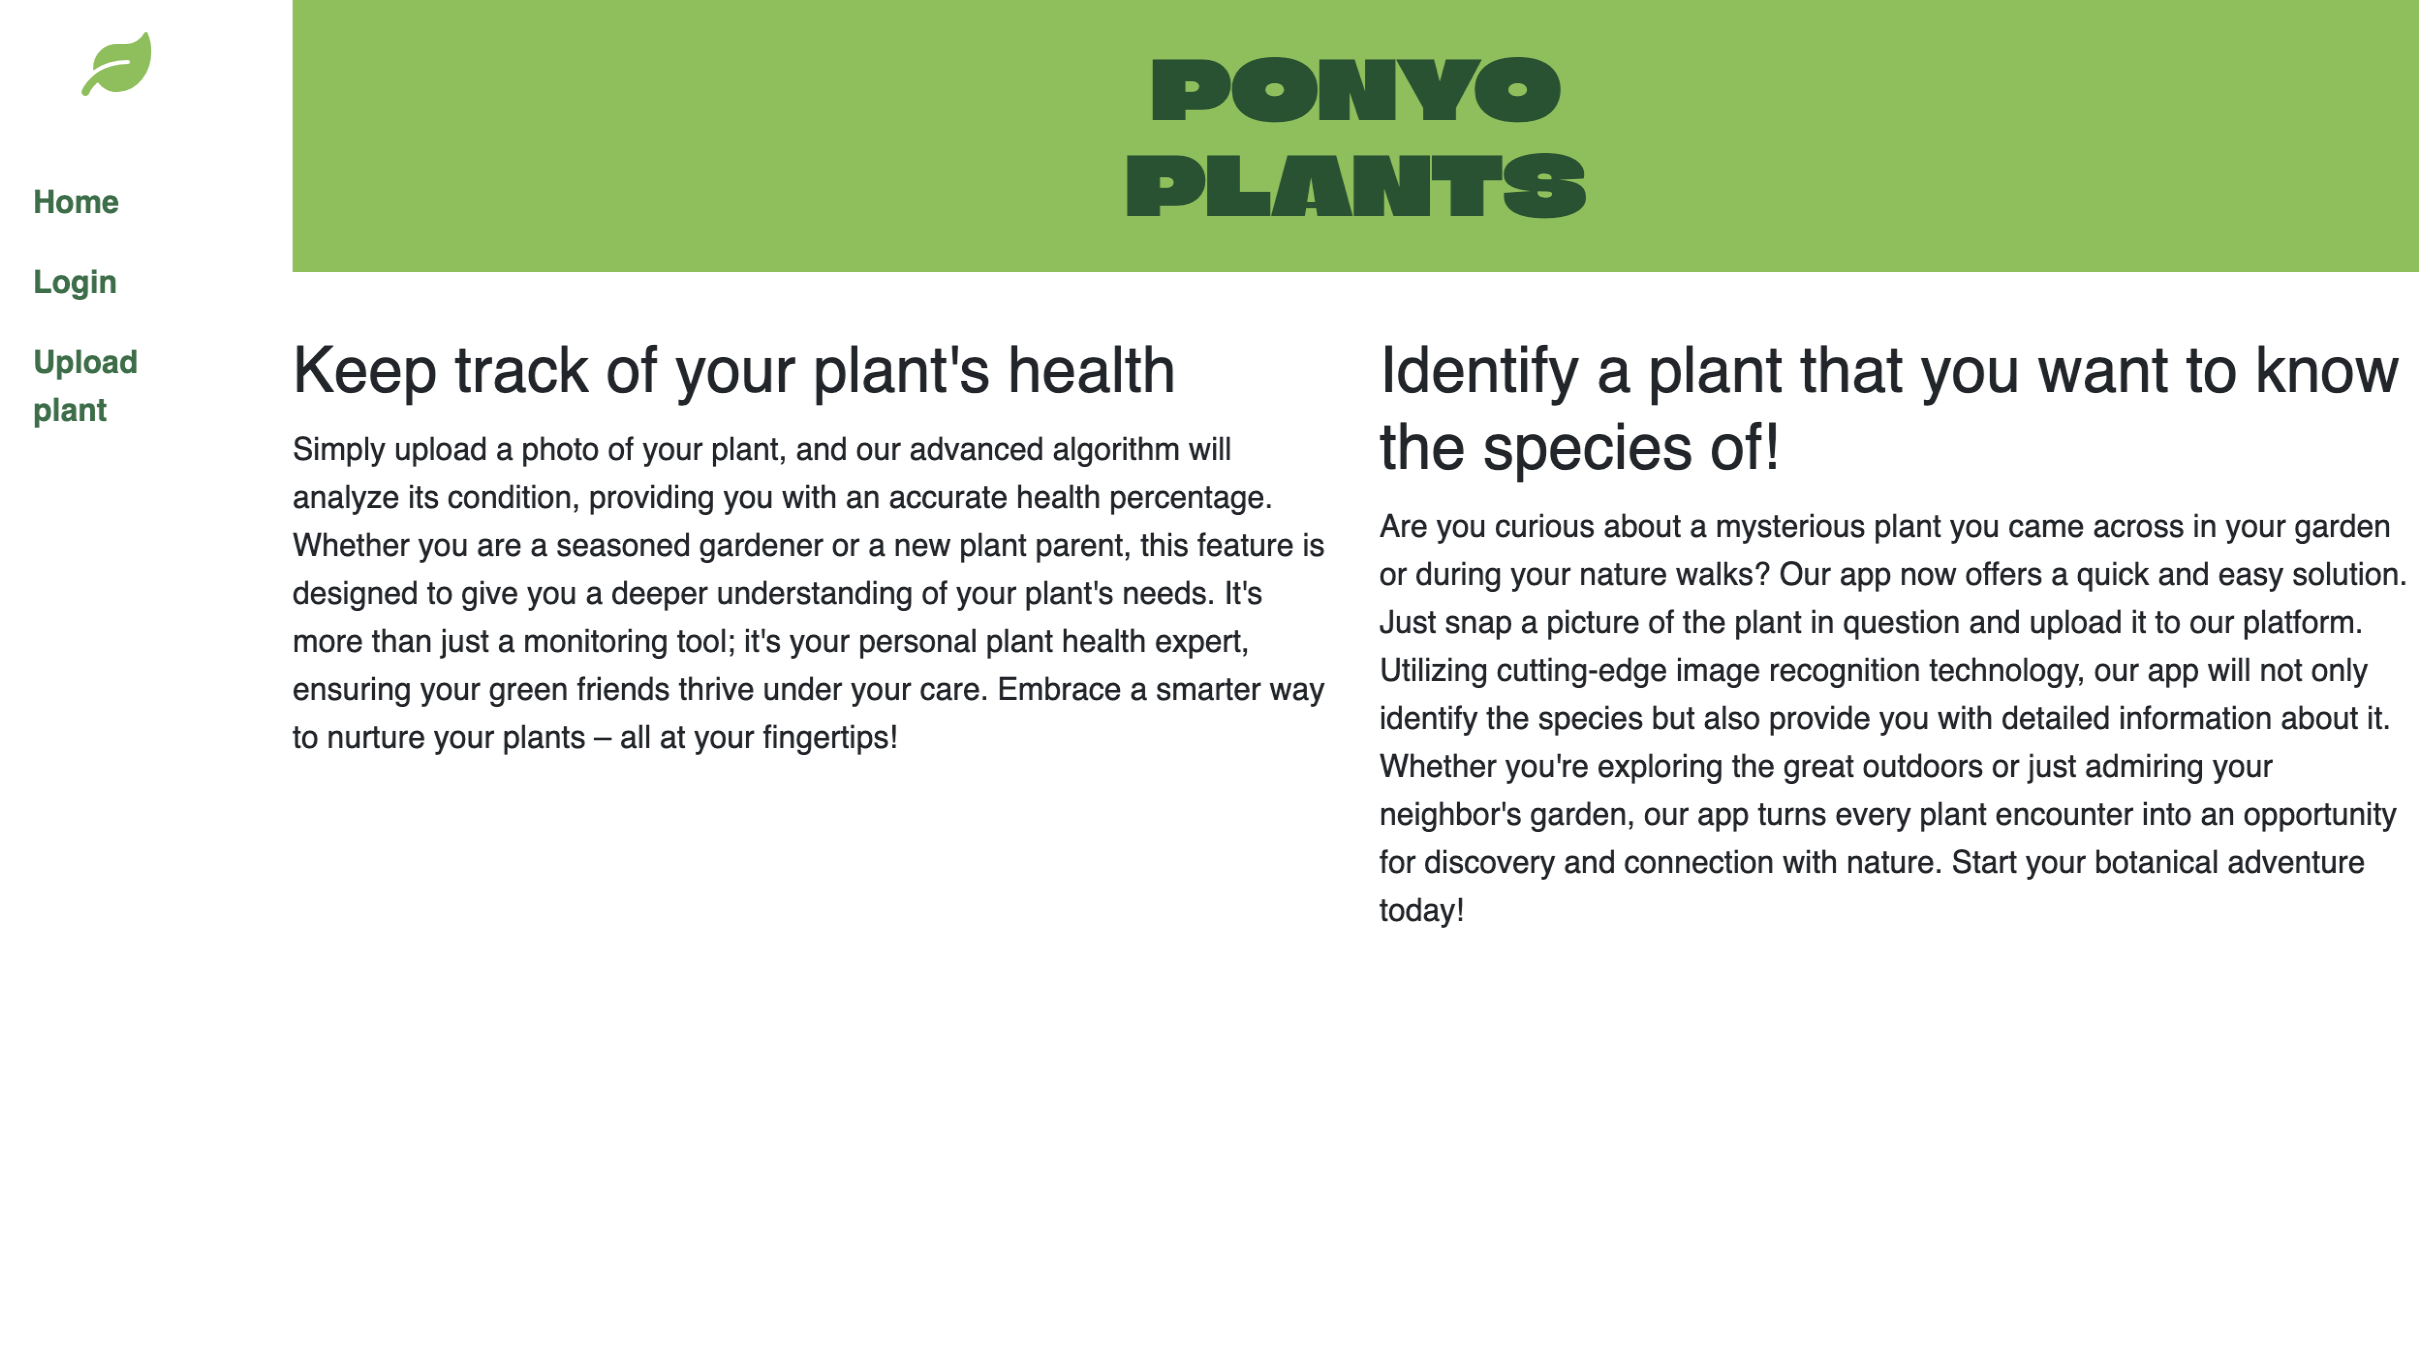 Home
Login
Upload
plant
PONYO
PLANTS
Keep track of your plant's health
Simply upload a photo of your plant, and our advanced algorithm will
analyze its condition, providing you with an accurate health percentage.
Whether you are a seasoned gardener or a new plant parent, this feature is
designed to give you a deeper understanding of your plant's needs. It's
more than just a monitoring tool; it's your personal plant health expert,
ensuring your green friends thrive under your care. Embrace a smarter way
to nurture your plants – all at your fingertips!
Identify a plant that you want to know
the species of!
Are you curious about a mysterious plant you came across in your garden
or during your nature walks? Our app now offers a quick and easy solution.
Just snap a picture of the plant in question and upload it to our platform.
Utilizing cutting-edge image recognition technology, our app will not only
identify the species but also provide you with detailed information about it.
Whether you're exploring the great outdoors or just admiring your
neighbor's garden, our app turns every plant encounter into an opportunity
for discovery and connection with nature. Start your botanical adventure
today!